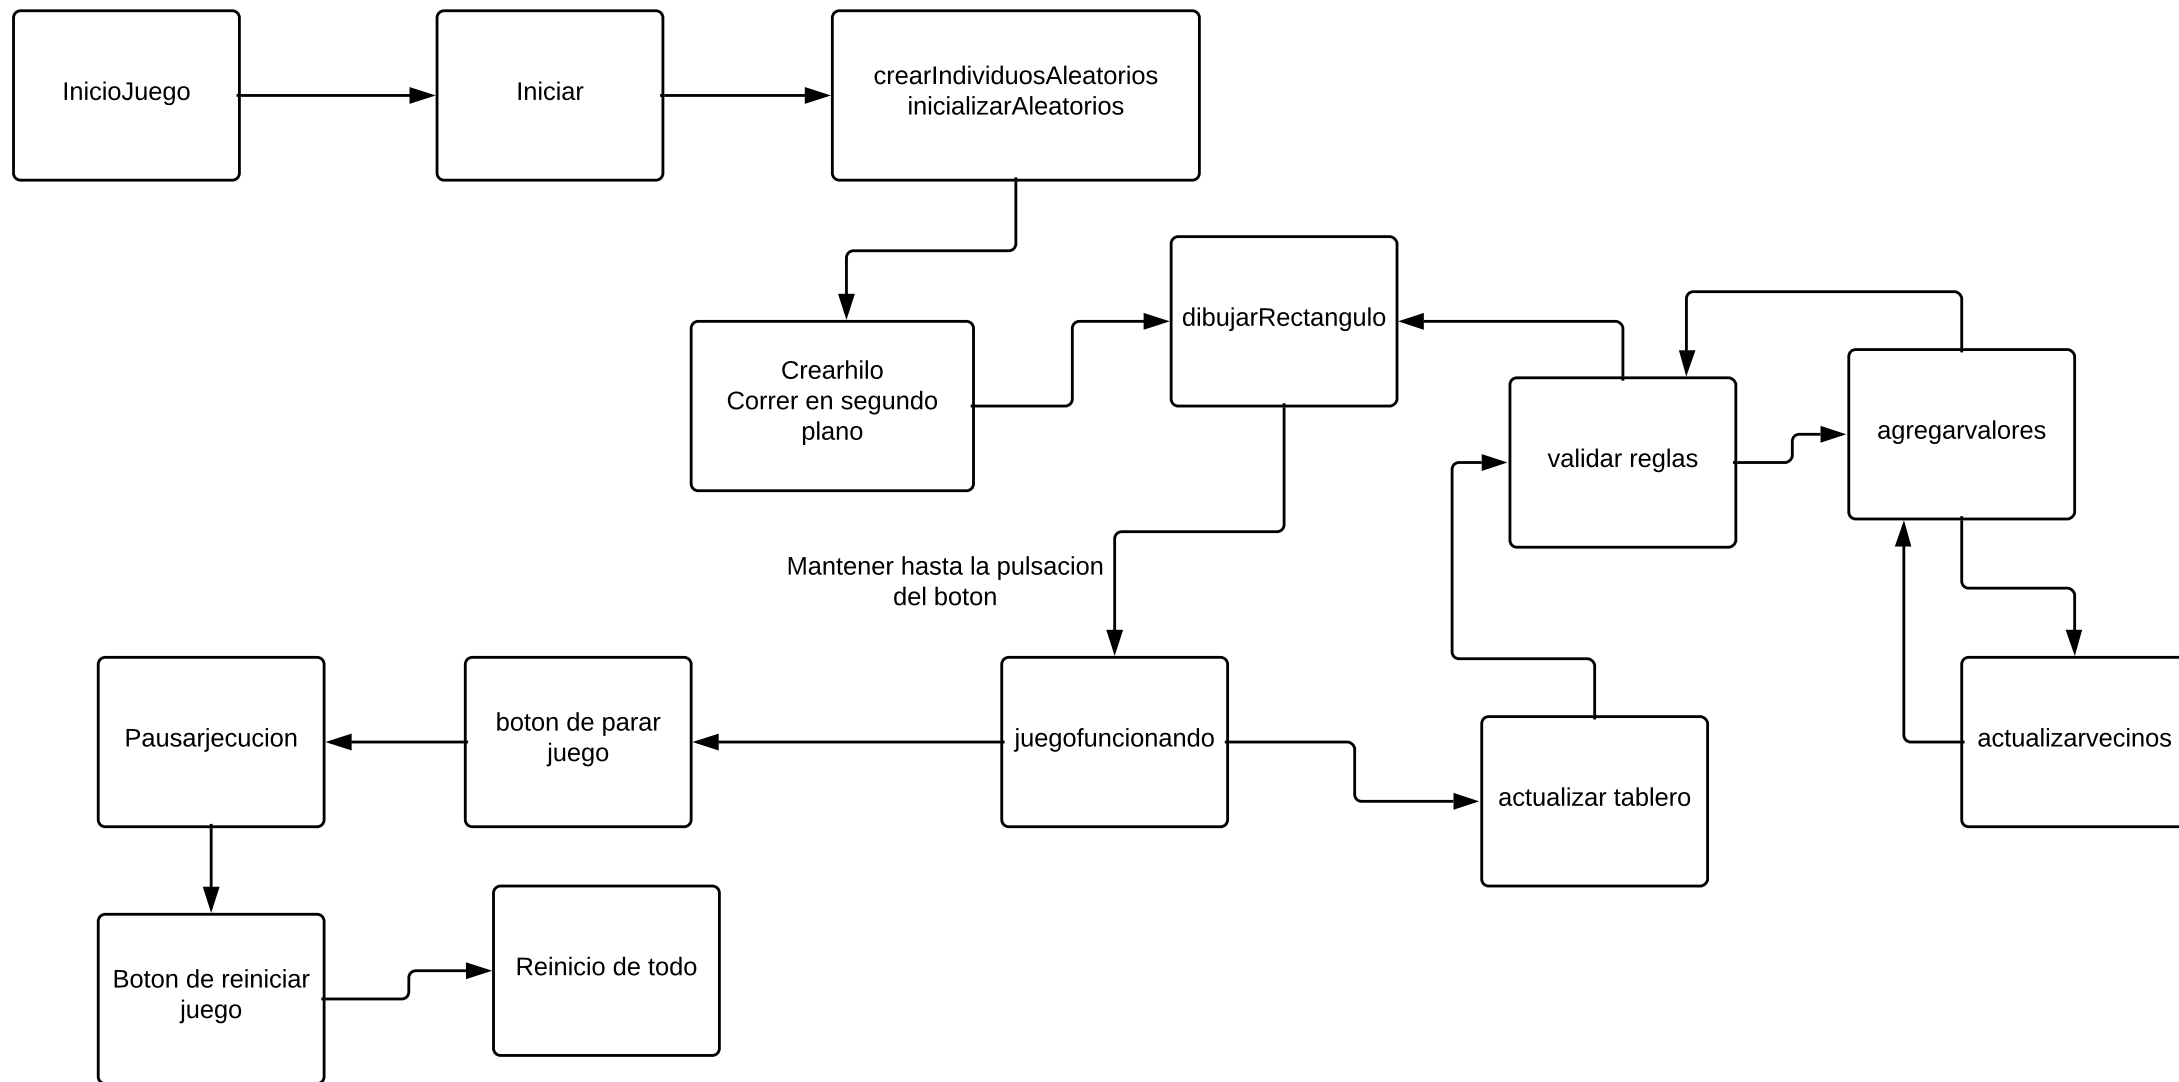 InicioJuego
Iniciar
crearIndividuosAleatorios
inicializarAleatorios
Crearhilo
Correr en segundo
plano
dibujarRectangulo
validar reglas
agregarvalores
Mantener hasta la pulsacion
del boton
Pausarjecucion
boton de parar
juego
juegofuncionando
actualizar tablero
actualizarvecinos
Boton de reiniciar
juego
Reinicio de todo